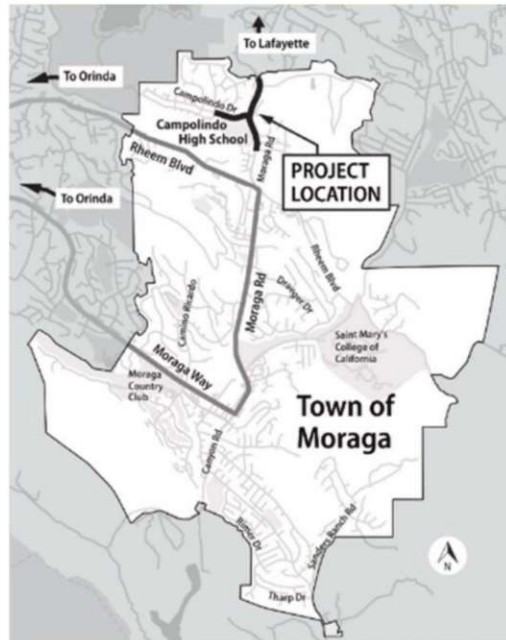 To Lafayette
To Orinda
Campolindo Dr
Campolindo
High School
Rheem Blvd
Moraga Rd
PROJECT
LOCATION
To Orinda
Rheem Blvd
Draeger Dr
Camino Ricardo
Moraga Rd
Saint Mary's
College of
California
Moraga Way
Moraga
Country
Club
Town of
Moraga
Canyon Rd
Rimer Dr
Sanders Ranch Rd
Tharp Dr
N